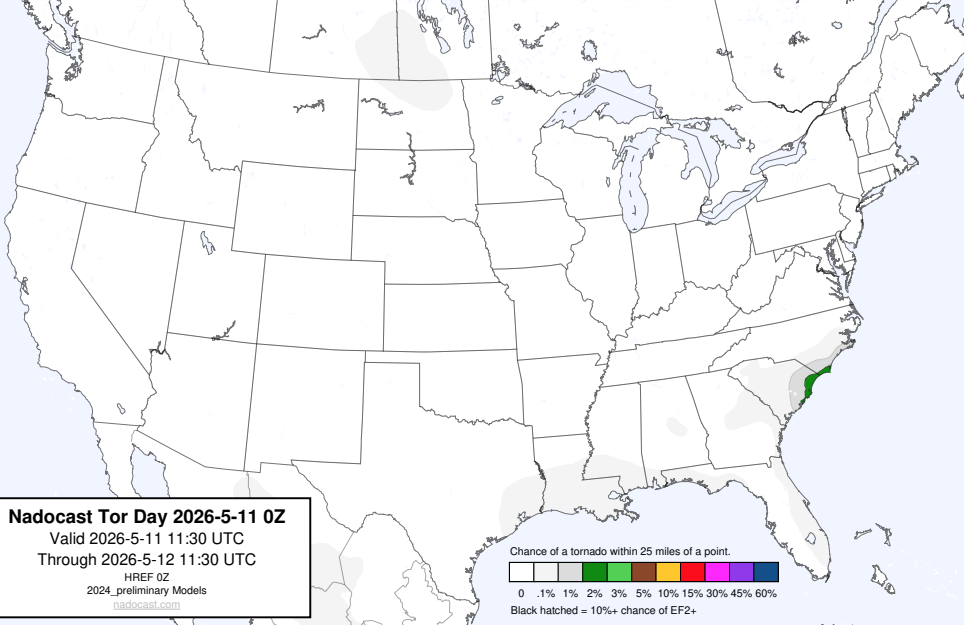 Nadocast Tor Day 2026-5-11 0Z
Valid 2026-5-11 11:30 UTC
Through 2026-5-12 11:30 UTC
HREF 0Z
2024_preliminary Models
nadocast.com
Chance of a tornado within 25 miles of a point.
0 .1% 1% 2% 3% 5% 10% 15% 30% 45% 60%
Black hatched = 10%+ chance of EF2+